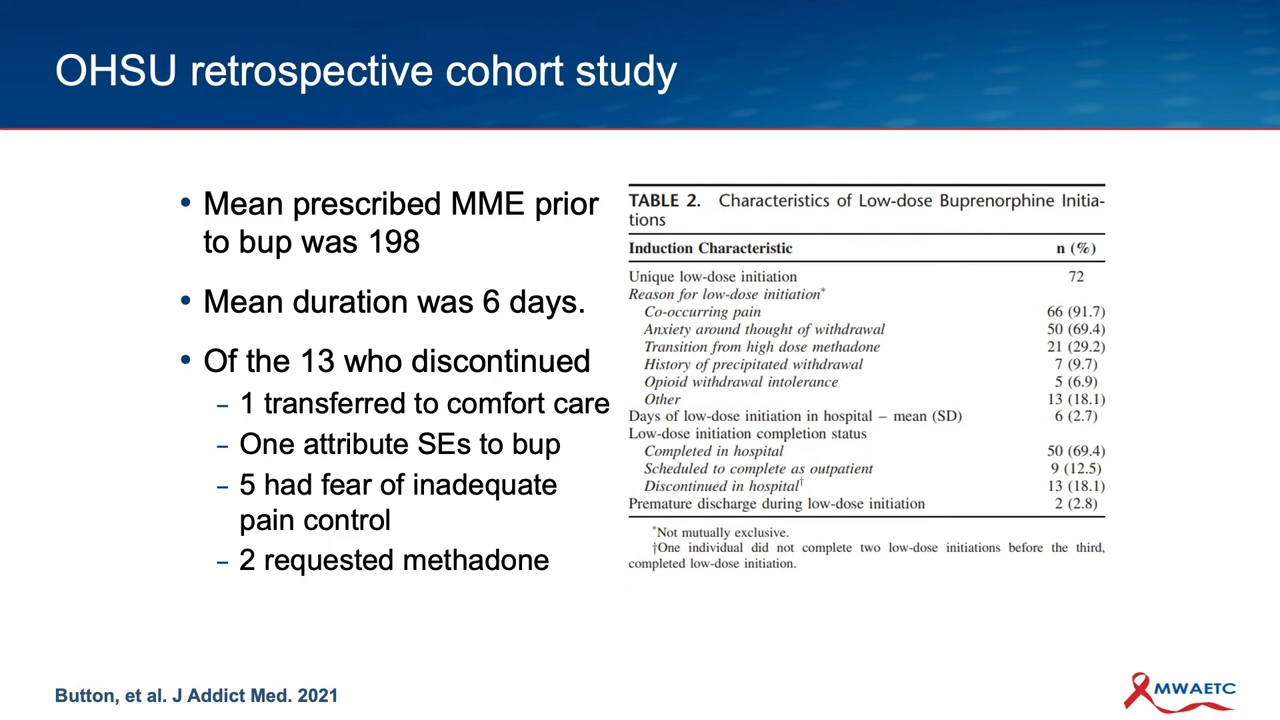 OHSU retrospective cohort study
• Mean prescribed MME prior
to bup was 198
• Mean duration was 6 days.
• Of the 13 who discontinued
– 1 transferred to comfort care
– One attribute SEs to bup
– 5 had fear of inadequate
pain control
– 2 requested methadone
TABLE 2. Characteristics of Low-dose Buprenorphine Initia-
tions
Induction Characteristic n (%)
Unique low-dose initiation 72
Reason for low-dose initiation*
Co-occurring pain 66 (91.7)
Anxiety around thought of withdrawal 50 (69.4)
Transition from high dose methadone 21 (29.2)
History of precipitated withdrawal 7 (9.7)
Opioid withdrawal intolerance 5 (6.9)
Other 13 (18.1)
Days of low-dose initiation in hospital – mean (SD) 6 (2.7)
Low-dose initiation completion status
Completed in hospital 50 (69.4)
Scheduled to complete as outpatient 9 (12.5)
Discontinued in hospital† 13 (18.1)
Premature discharge during low-dose initiation 2 (2.8)
*Not mutually exclusive.
†One individual did not complete two low-dose initiations before the third,
completed low-dose initiation.
Button, et al. J Addict Med. 2021
MWAETC